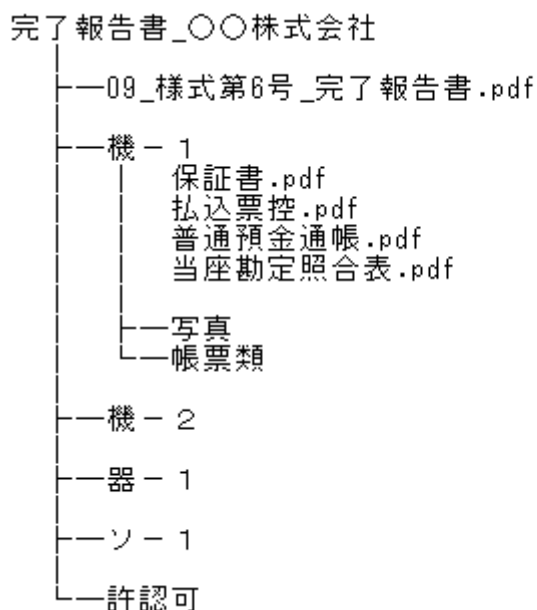 完了報告書_○○株式会社
09_様式第6号_完了報告書.pdf
機－1
保証書.pdf
払込票控.pdf
普通預金通帳.pdf
当座勘定照合表.pdf
写真
帳票類
機－2
器－1
ソ－1
許認可